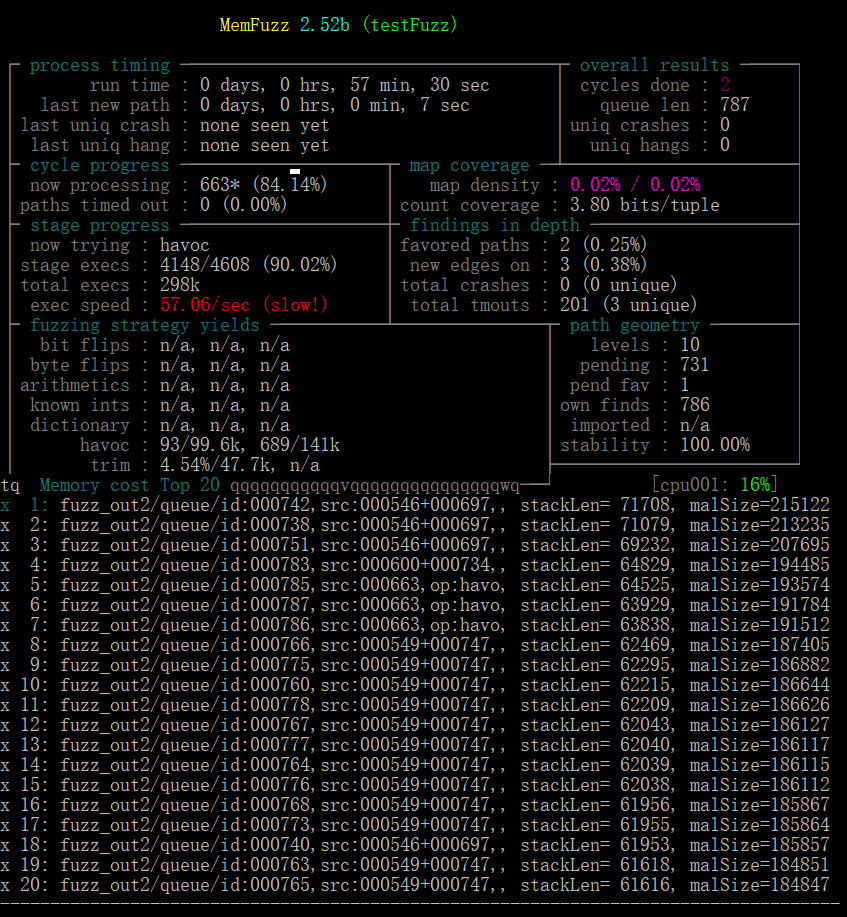 MemFuzz 2.52b (testFuzz)
process timing
run time : 0 days, 0 hrs, 57 min, 30 sec
last new path : 0 days, 0 hrs, 0 min, 7 sec
last uniq crash : none seen yet
last uniq hang : none seen yet
overall results
cycles done : 2
queue len : 787
uniq crashes : 0
uniq hangs : 0
cycle progress
now processing : 663* (84.14%)
paths timed out : 0 (0.00%)
map coverage
map density : 0.02% / 0.02%
count coverage : 3.80 bits/tuple
stage progress
now trying : havoc
stage execs : 4148/4608 (90.02%)
total execs : 298k
exec speed : 57.06/sec (slow!)
findings in depth
favored paths : 2 (0.25%)
new edges on : 3 (0.38%)
total crashes : 0 (0 unique)
total tmouts : 201 (3 unique)
fuzzing strategy yields
bit flips : n/a, n/a, n/a
byte flips : n/a, n/a, n/a
arithmetics : n/a, n/a, n/a
known ints : n/a, n/a, n/a
dictionary : n/a, n/a, n/a
havoc : 93/99.6k, 689/141k
trim : 4.54%/47.7k, n/a
path geometry
levels : 10
pending : 731
pend fav : 1
own finds : 786
imported : n/a
stability : 100.00%
tq Memory cost Top 20 qqqqqqqqqqqvqqqqqqqqqqqqqqqwq
[cpu001: 16%]
x 1: fuzz_out2/queue/id:000742,src:000546+000697,, stackLen= 71708, malSize=215122
x 2: fuzz_out2/queue/id:000738,src:000546+000697,, stackLen= 71079, malSize=213235
x 3: fuzz_out2/queue/id:000751,src:000546+000697,, stackLen= 69232, malSize=207695
x 4: fuzz_out2/queue/id:000783,src:000600+000734,, stackLen= 64829, malSize=194485
x 5: fuzz_out2/queue/id:000785,src:000663,op:havo, stackLen= 64525, malSize=193574
x 6: fuzz_out2/queue/id:000787,src:000663,op:havo, stackLen= 63929, malSize=191784
x 7: fuzz_out2/queue/id:000786,src:000663,op:havo, stackLen= 63838, malSize=191512
x 8: fuzz_out2/queue/id:000766,src:000549+000747,, stackLen= 62469, malSize=187405
x 9: fuzz_out2/queue/id:000775,src:000549+000747,, stackLen= 62295, malSize=186882
x 10: fuzz_out2/queue/id:000760,src:000549+000747,, stackLen= 62215, malSize=186644
x 11: fuzz_out2/queue/id:000778,src:000549+000747,, stackLen= 62209, malSize=186626
x 12: fuzz_out2/queue/id:000767,src:000549+000747,, stackLen= 62043, malSize=186127
x 13: fuzz_out2/queue/id:000777,src:000549+000747,, stackLen= 62040, malSize=186117
x 14: fuzz_out2/queue/id:000764,src:000549+000747,, stackLen= 62039, malSize=186115
x 15: fuzz_out2/queue/id:000776,src:000549+000747,, stackLen= 62038, malSize=186112
x 16: fuzz_out2/queue/id:000768,src:000549+000747,, stackLen= 61956, malSize=185867
x 17: fuzz_out2/queue/id:000773,src:000549+000747,, stackLen= 61955, malSize=185864
x 18: fuzz_out2/queue/id:000740,src:000546+000697,, stackLen= 61953, malSize=185857
x 19: fuzz_out2/queue/id:000763,src:000549+000747,, stackLen= 61618, malSize=184851
x 20: fuzz_out2/queue/id:000765,src:000549+000747,, stackLen= 61616, malSize=184847